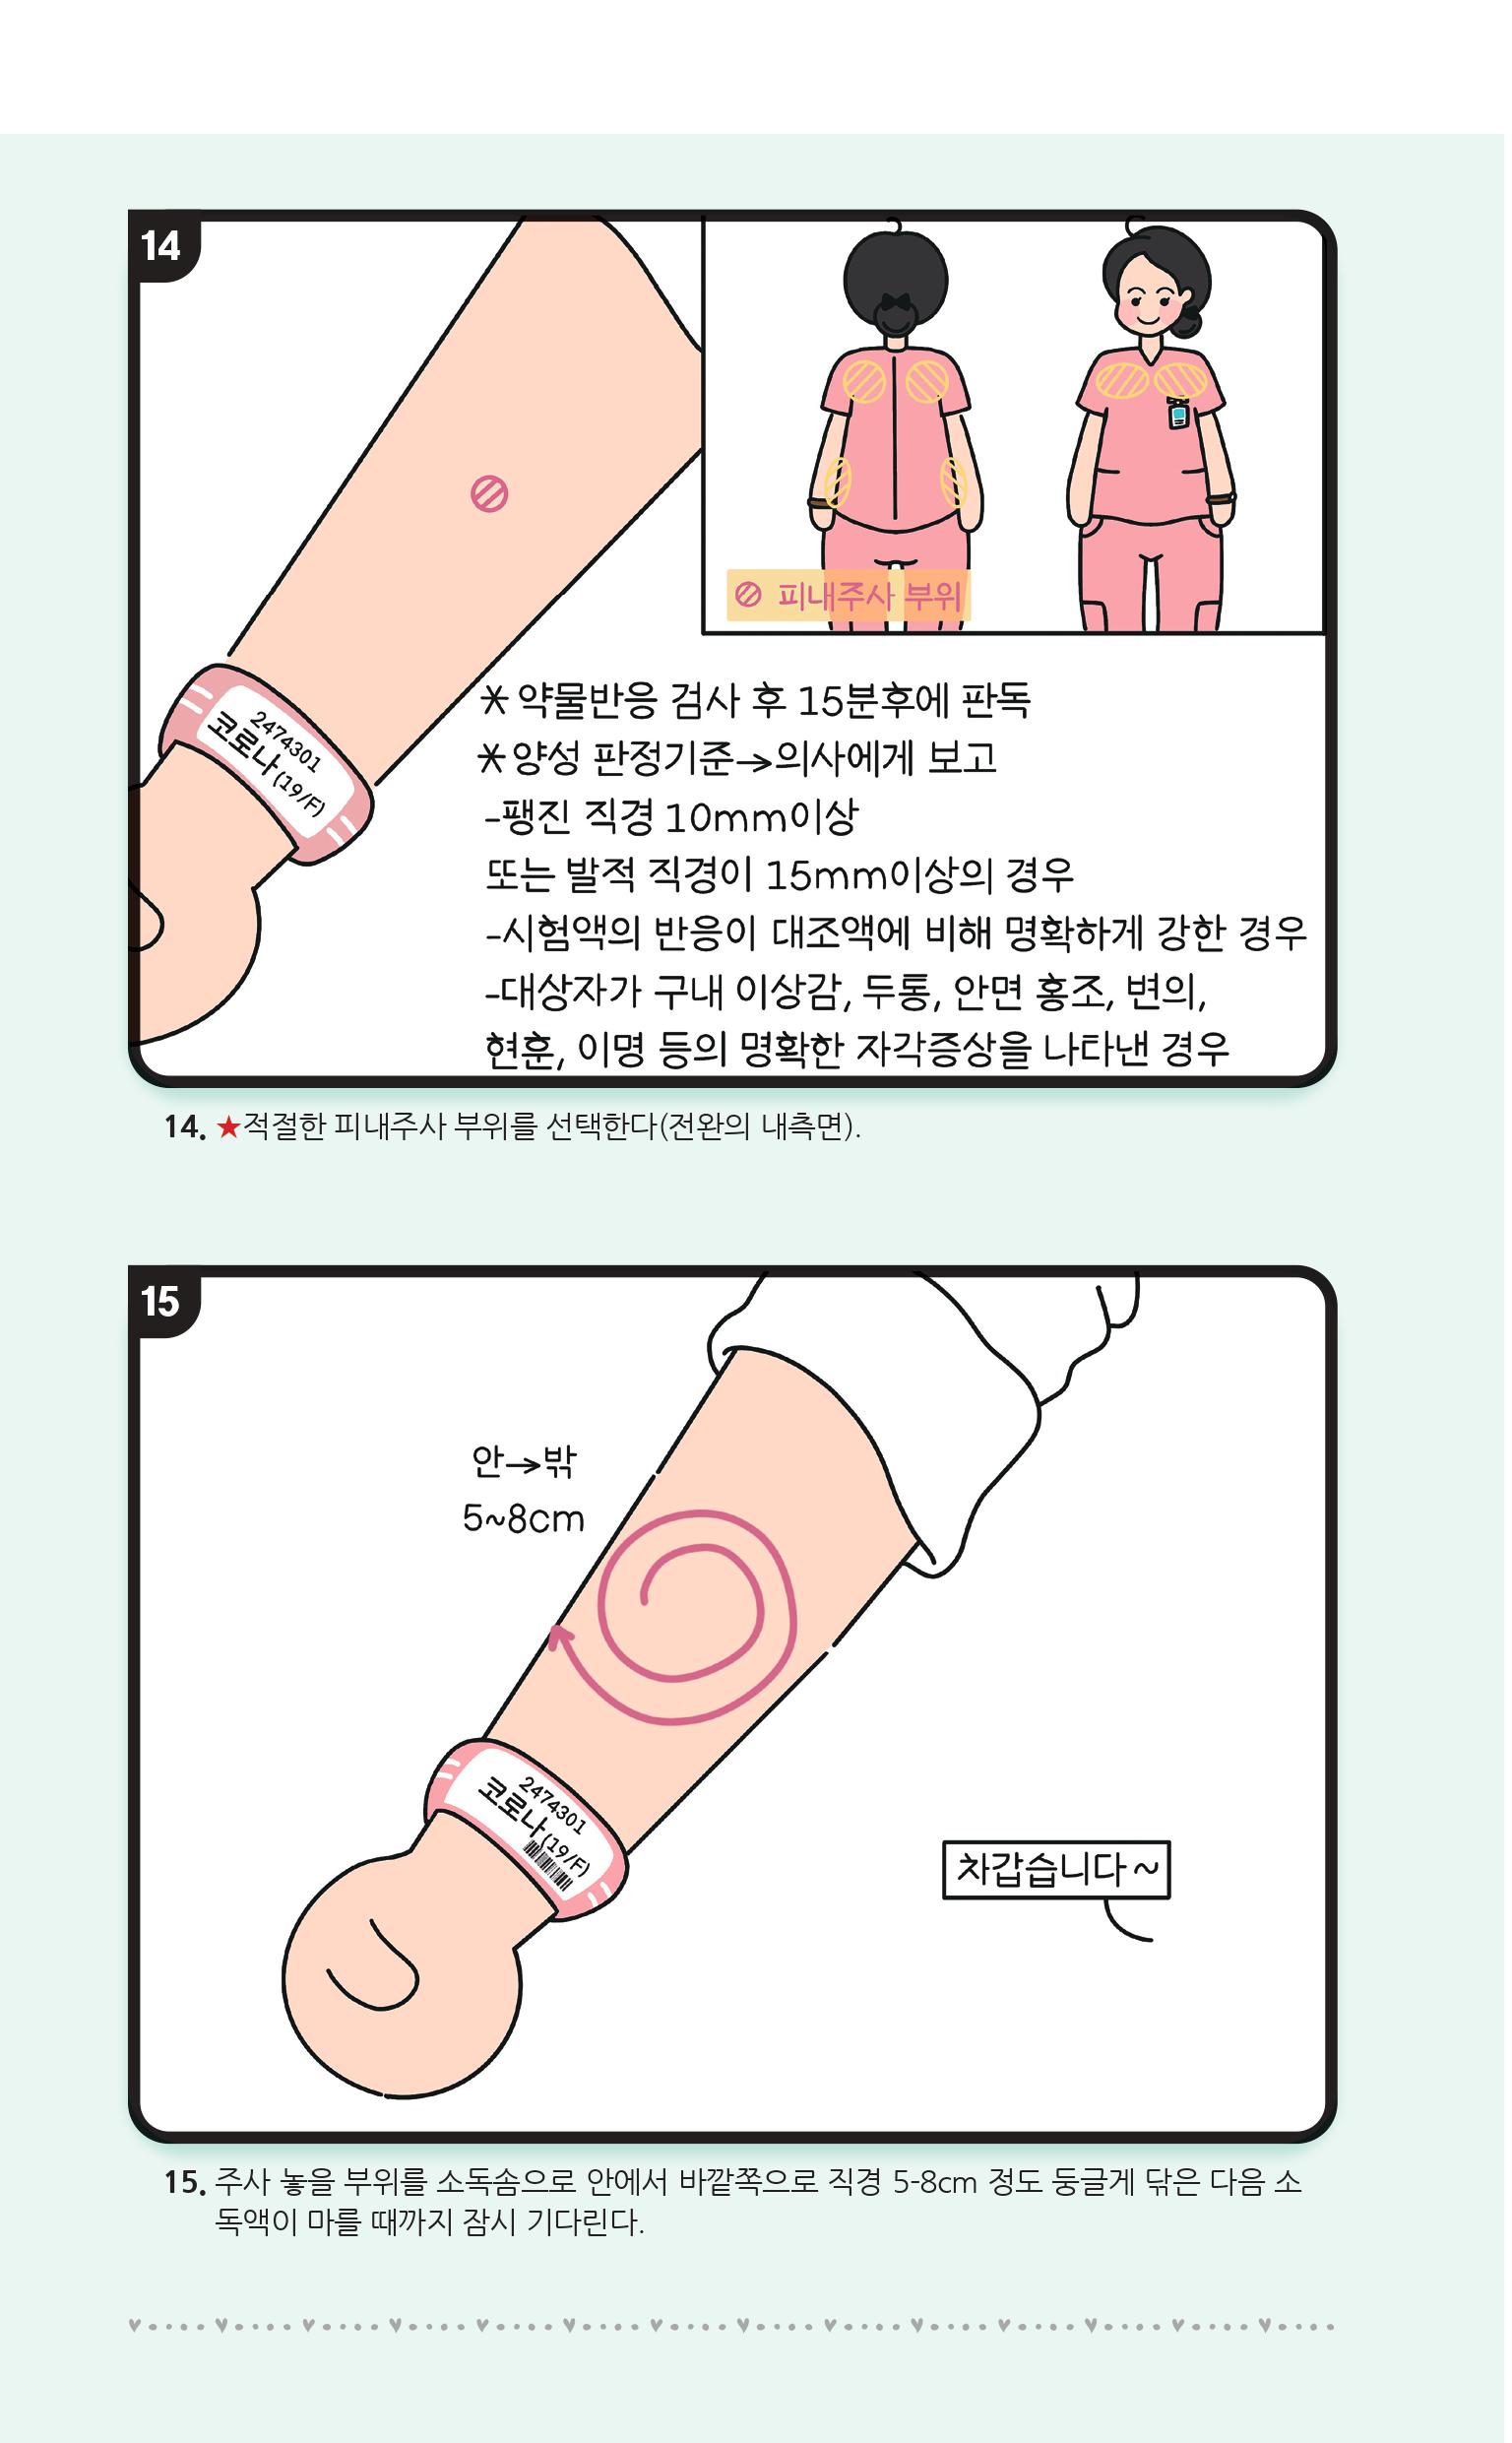 14
피내주사 부위
2474301
코로나(19/F)
* 약물반응 검사 후 15분후에 판독
* 양성 판정기준→의사에게 보고
-팽진 직경 10mm이상
또는 발적 직경이 15mm이상의 경우
-시험액의 반응이 대조액에 비해 명확하게 강한 경우
-대상자가 구내 이상감, 두통, 안면 홍조, 변의,
현훈, 이명 등의 명확한 자각증상을 나타낸 경우
14. ★적절한 피내주사 부위를 선택한다(전완의 내측면).
15
안→밖
5~8cm
2474301
코로나(19/F)
차갑습니다~
15. 주사 놓을 부위를 소독솜으로 안에서 바깥쪽으로 직경 5-8cm 정도 둥글게 닦은 다음 소
독액이 마를 때까지 잠시 기다린다.